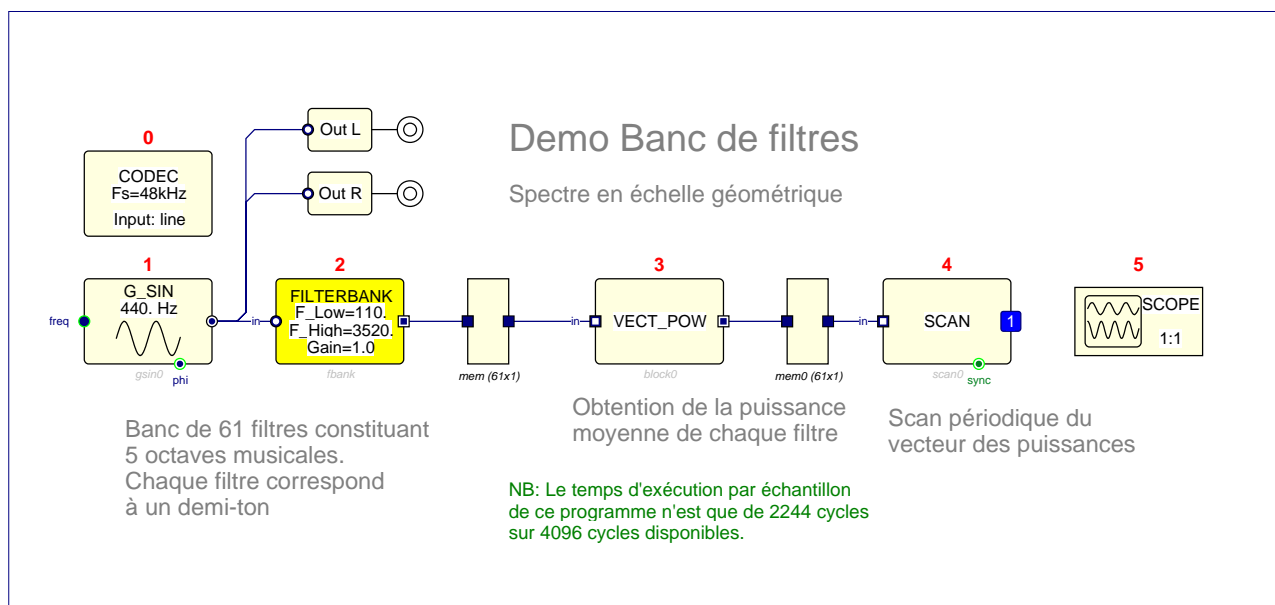 Demo Banc de filtres
Spectre en échelle géométrique
0
CODEC
Fs=48kHz
Input: line
Out L
Out R
1
G_SIN
440. Hz
freq
gsin0
phi
2
in
FILTERBANK
F_Low=110.
F_High=3520.
Gain=1.0
fbank
mem (61x1)
3
in
VECT_POW
block0
mem0 (61x1)
4
in
SCAN
1
scan0
sync
5
SCOPE
1:1
Banc de 61 filtres constituant
5 octaves musicales.
Chaque filtre correspond
à un demi-ton
Obtention de la puissance
moyenne de chaque filtre
Scan périodique du
vecteur des puissances
NB: Le temps d'exécution par échantillon
de ce programme n'est que de 2244 cycles
sur 4096 cycles disponibles.